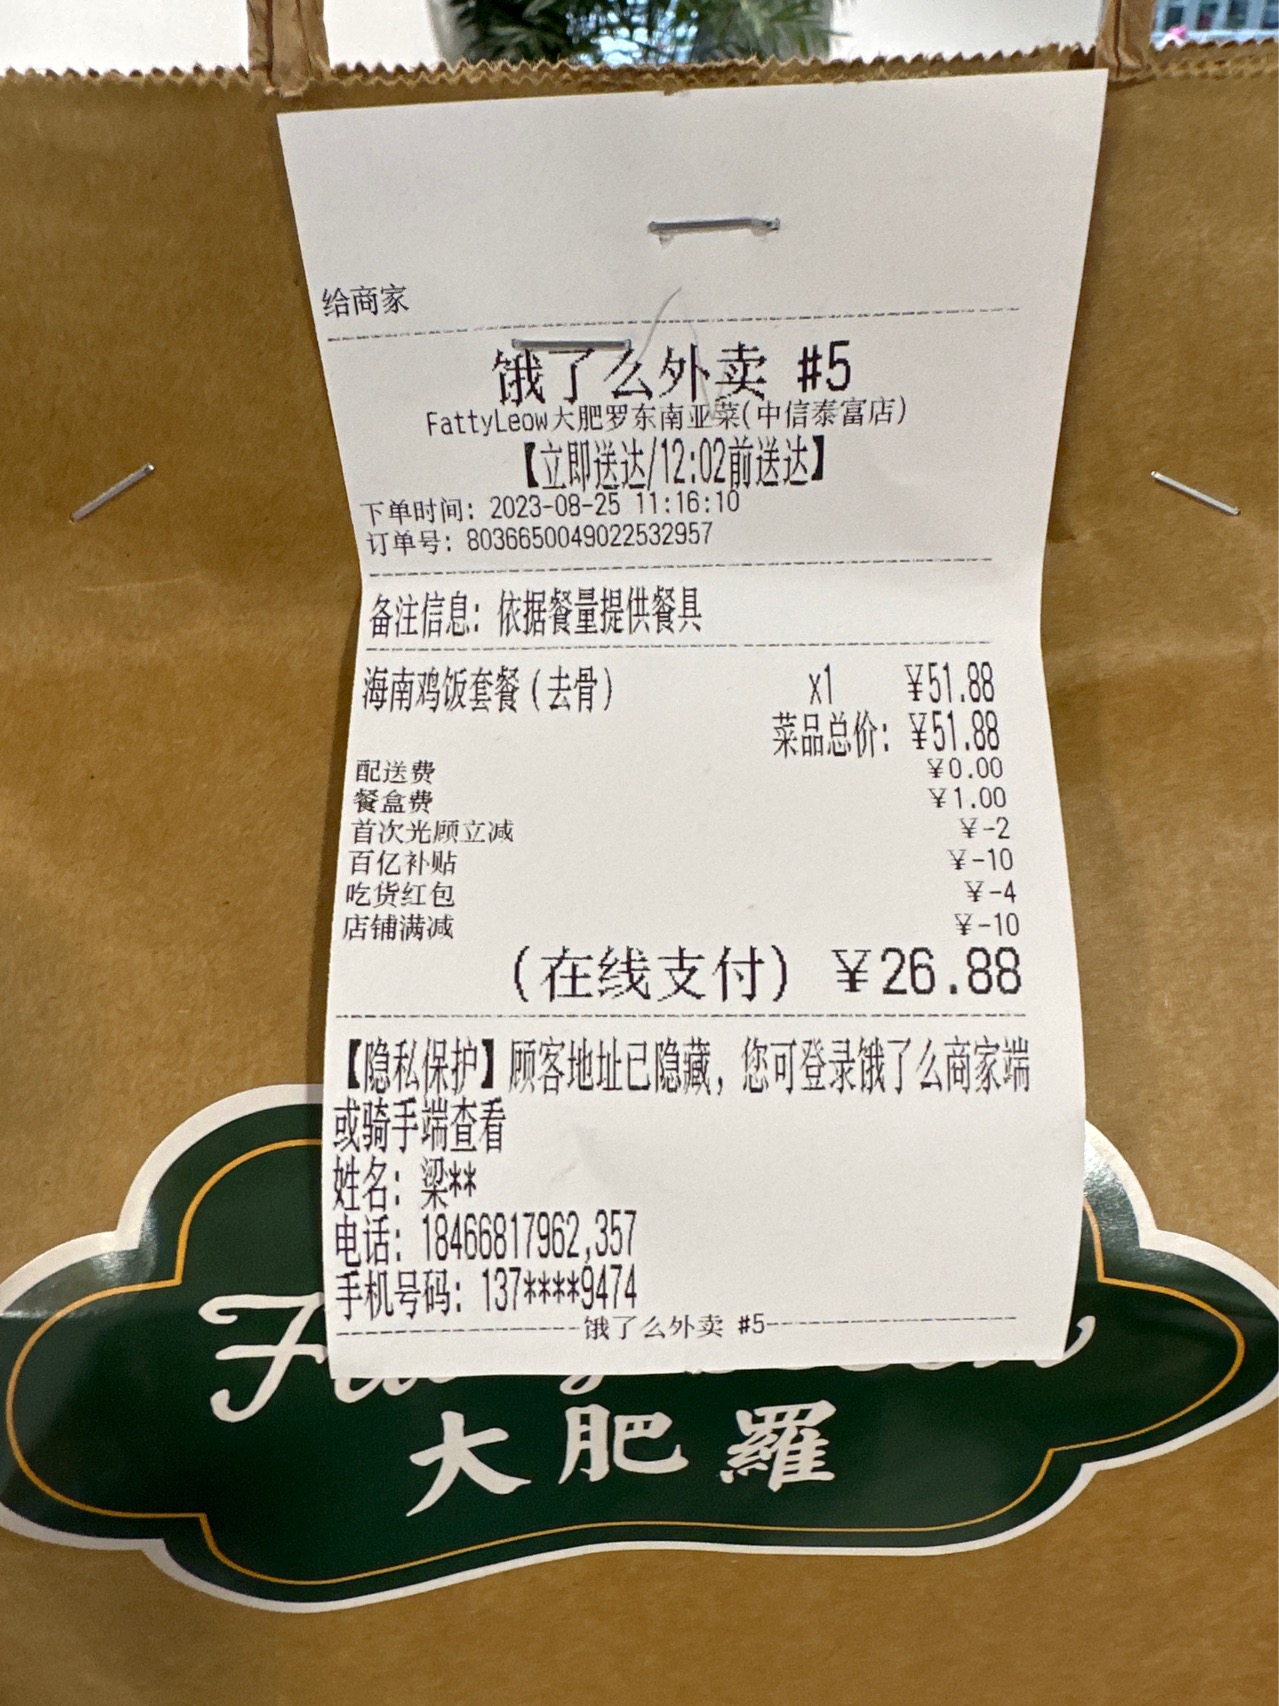 给商家
饿了么外卖 #5
FattyLeow大肥罗东南亚菜(中信泰富店)
【立即送达/12:02前送达】
下单时间: 2023-08-25 11:16:10
订单号: 8036650049022532957
备注信息: 依据餐量提供餐具
海南鸡饭套餐(去骨) x1 ¥51.88
菜品总价: ¥51.88
配送费 ¥0.00
餐盒费 ¥1.00
首次光顾立减 ¥-2
百亿补贴 ¥-10
吃货红包 ¥-4
店铺满减 ¥-10
(在线支付) ¥26.88
【隐私保护】顾客地址已隐藏, 您可登录饿了么商家端
或骑手端查看
姓名: 梁**
电话: 18466817962,357
手机号码: 137****9474
饿了么外卖 #5
大肥羅